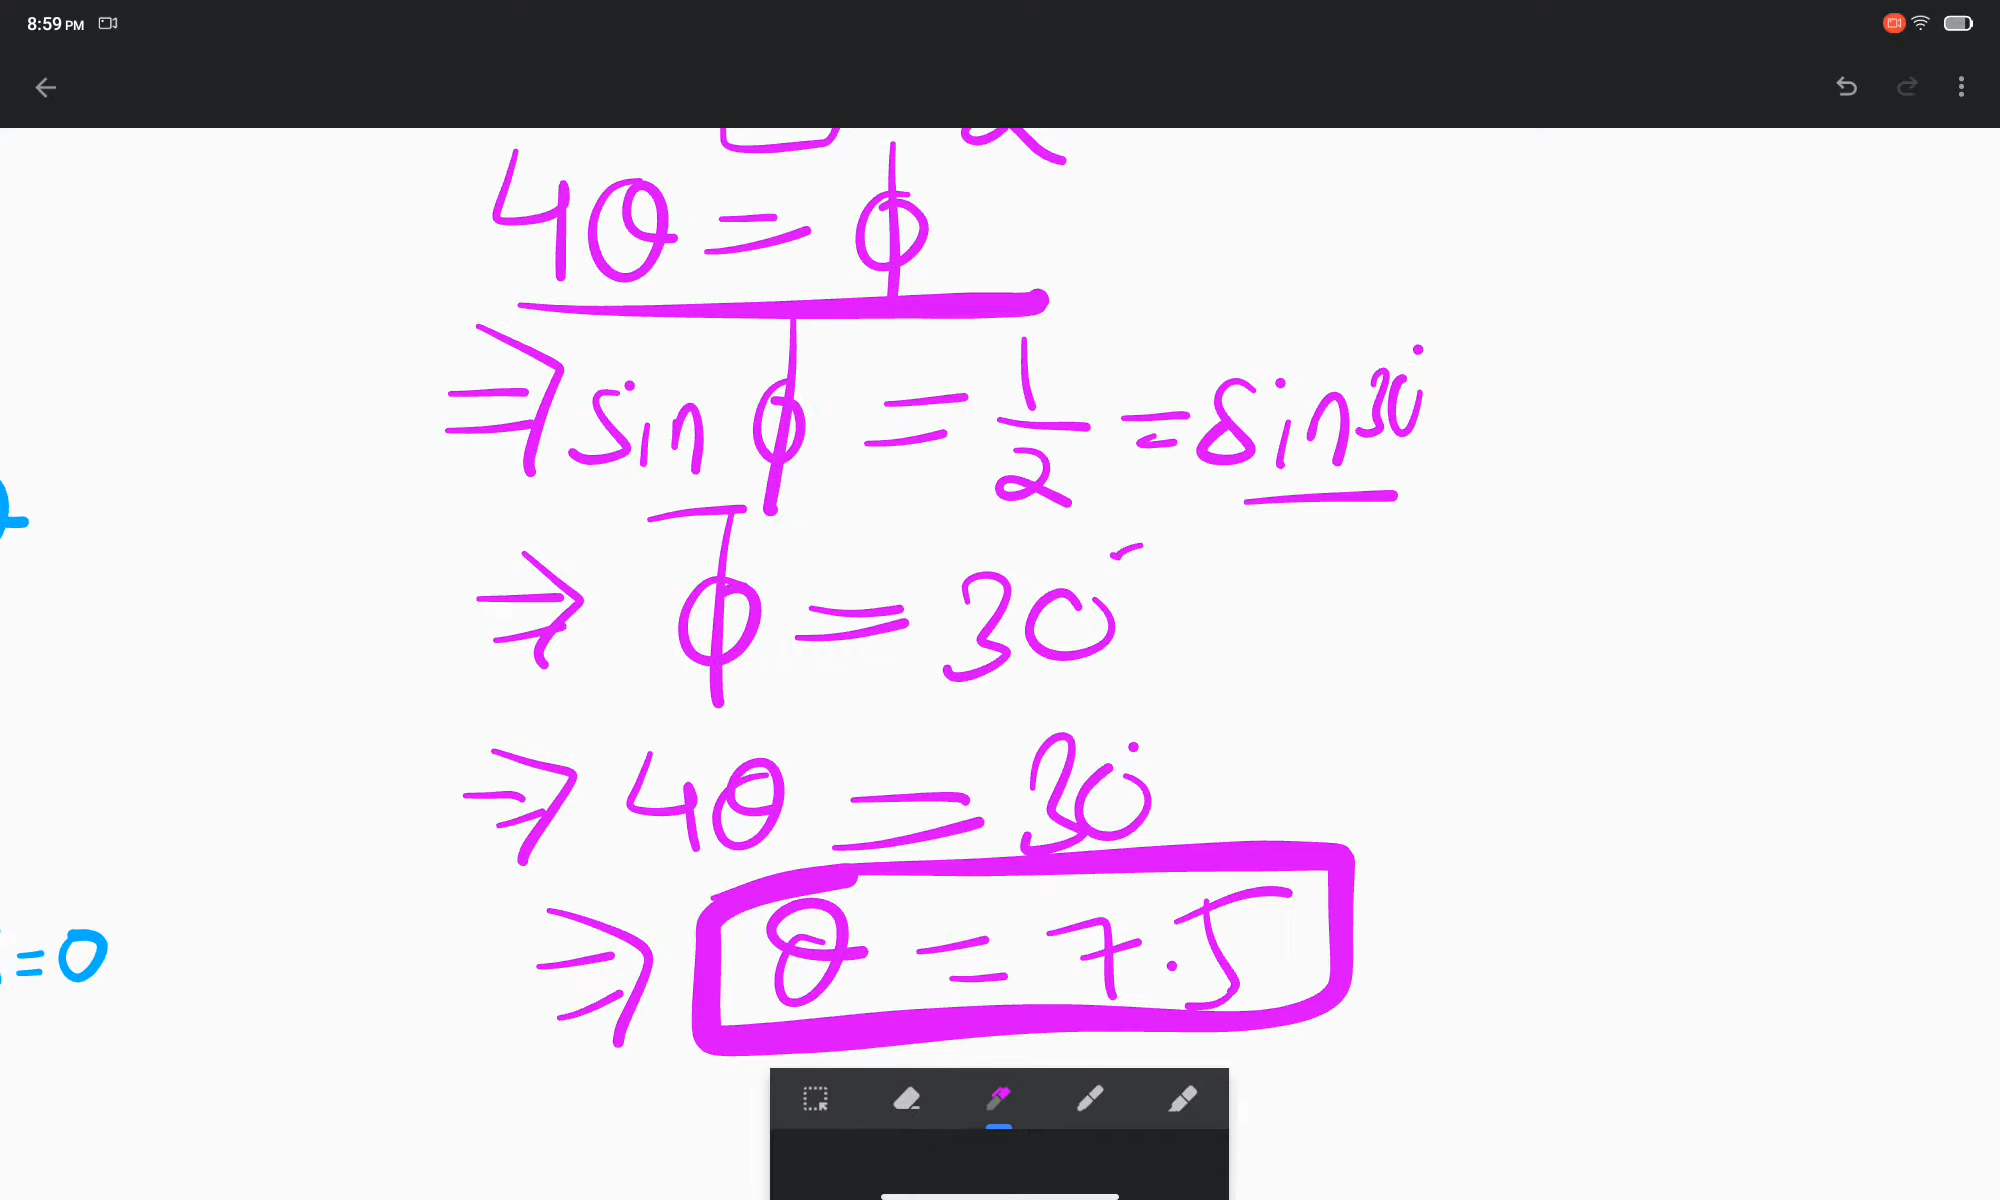 8:59 PM
4θ = ϕ
⇒ sin ϕ = 1/2 = sin 30°
⇒ ϕ = 30°
⇒ 4θ = 30°
= 0
⇒ θ = 7.5